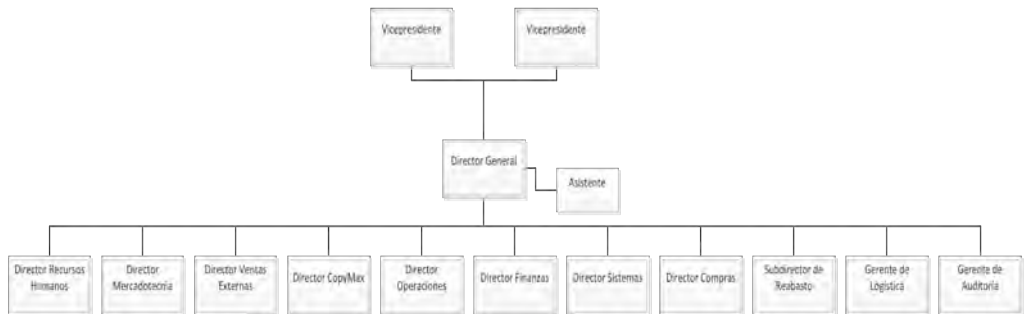 Vicepresidente
Vicepresidente
Director General
Asistente
Director Recursos
Humanos
Director
Mercadotecnia
Director Ventas
Externas
Director CopyMax
Director
Operaciones
Director Finanzas
Director Sistemas
Director Compras
Subdirector de
Reabasto
Gerente de
Logística
Gerente de
Auditoría